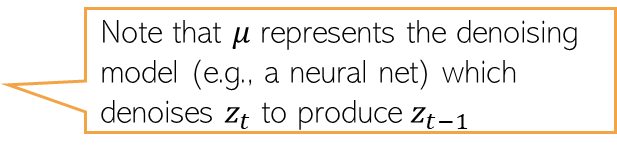 Note that μ represents the denoising
model (e.g., a neural net) which
denoises z_t to produce z_{t−1}